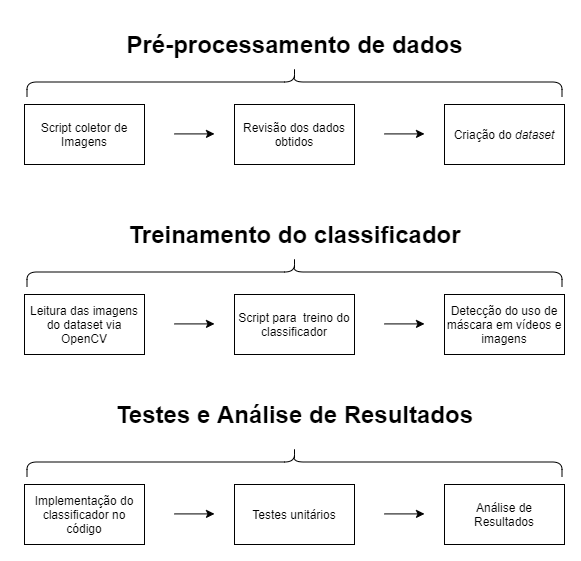 Pré-processamento de dados
Script coletor de
Imagens
Revisão dos dados
obtidos
Criação do dataset
Treinamento do classificador
Leitura das imagens
do dataset via
OpenCV
Script para treino do
classificador
Detecção do uso de
máscara em vídeos e
imagens
Testes e Análise de Resultados
Implementação do
classificador no
código
Testes unitários
Análise de
Resultados